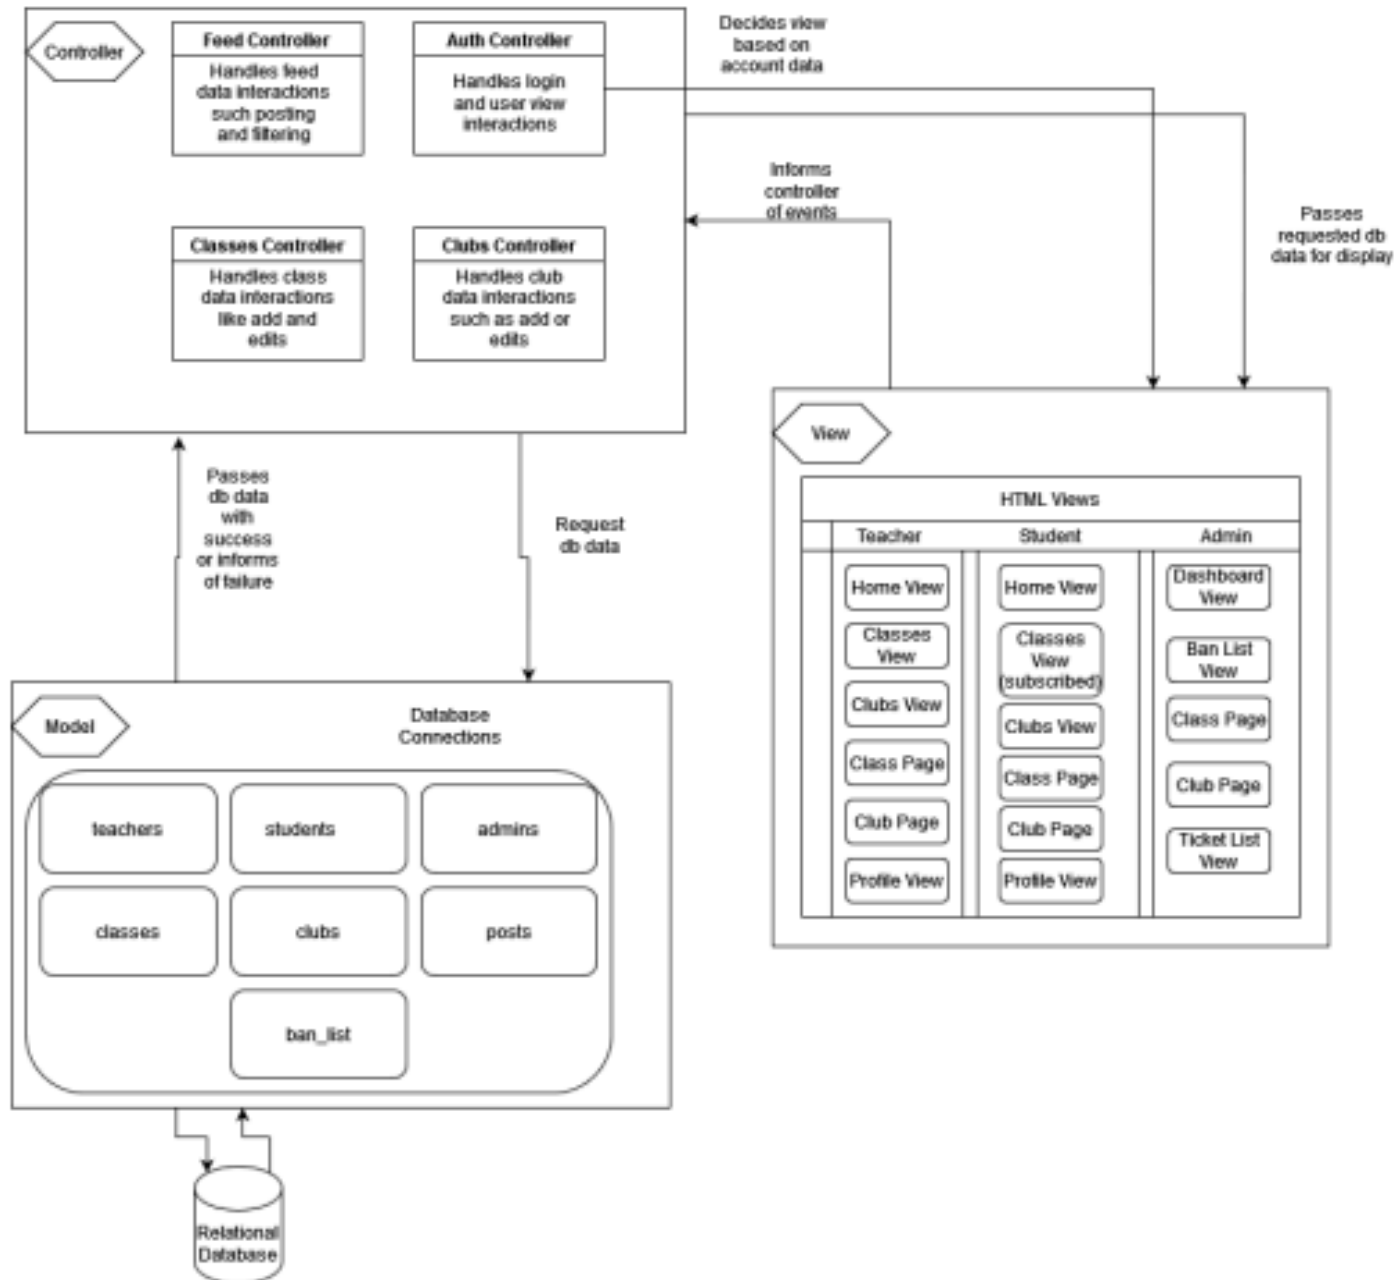 Controller
Feed Controller
Handles feed
data interactions
such posting
and filtering
Auth Controller
Handles login
and user view
interactions
Classes Controller
Handles class
data interactions
like add and
edits
Clubs Controller
Handles club
data interactions
such as add or
edits
Decides view
based on
account data
Informs
controller
of events
Passes
requested db
data for display
Passes
db data
with
success
or informs
of failure
Request
db data
View
HTML Views
Teacher
Student
Admin
Home View
Classes
View
Clubs View
Class Page
Club Page
Profile View
Home View
Classes
View
(subscribed)
Clubs View
Class Page
Club Page
Profile View
Dashboard
View
Ban List
View
Class Page
Club Page
Ticket List
View
Model
Database
Connections
teachers
students
admins
classes
clubs
posts
ban_list
Relational
Database